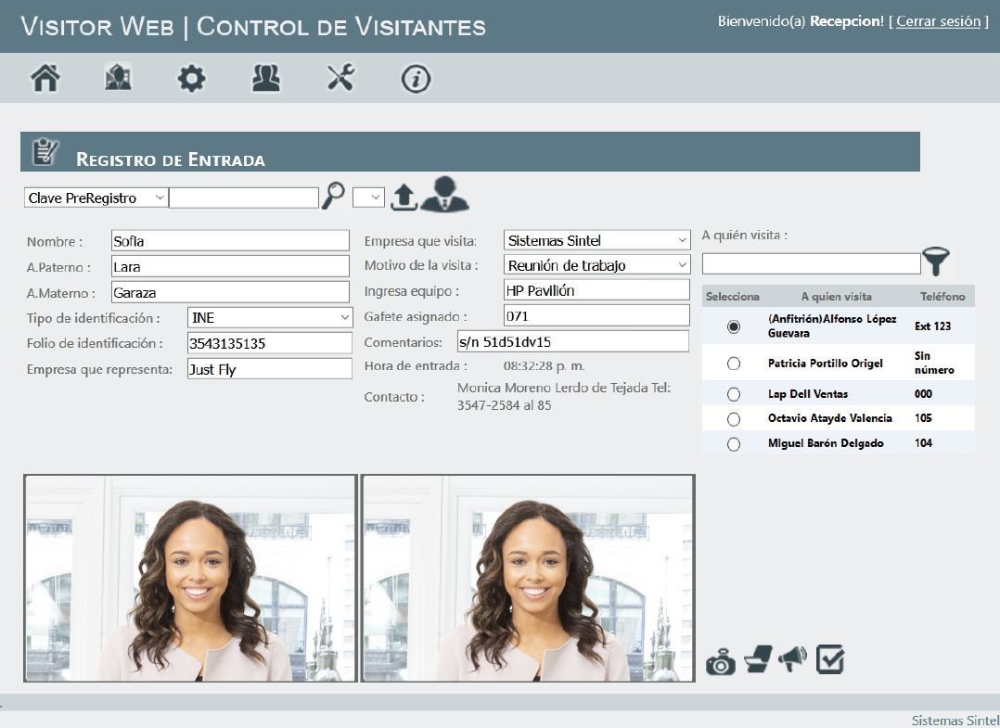 VISITOR WEB | CONTROL DE VISITANTES
Bienvenido(a) Recepcion! [ Cerrar sesión ]
REGISTRO DE ENTRADA
Clave PreRegistro
Nombre : Sofia
A.Paterno : Lara
A.Materno : Garaza
Tipo de identificación : INE
Folio de identificación : 3543135135
Empresa que representa: Just Fly
Empresa que visita: Sistemas Sintel
Motivo de la visita : Reunión de trabajo
Ingresa equipo : HP Pavilión
Gafete asignado : 071
Comentarios: s/n 51d51dv15
Hora de entrada : 08:32:28 p. m.
Contacto : Monica Moreno Lerdo de Tejada Tel:
3547-2584 al 85
A quién visita :
Selecciona A quien visita Teléfono
(Anfitrión)Alfonso López
Guevara Ext 123
Patricia Portillo Origel Sin
número
Lap Dell Ventas 000
Octavio Atayde Valencia 105
MIguel Barón Delgado 104
.
Sistemas Sintel